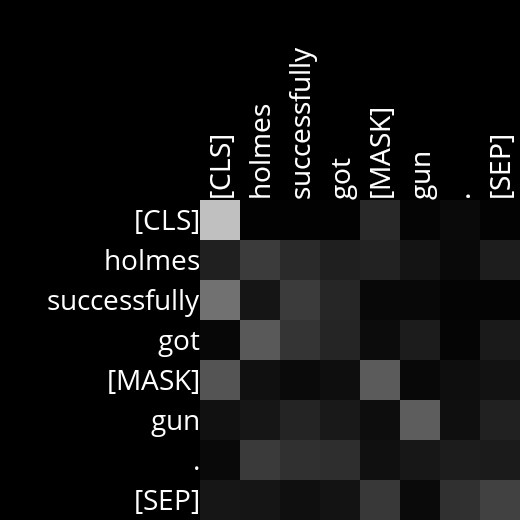 [CLS] holmes successfully got [MASK] gun . [SEP]
[CLS]
holmes
successfully
got
[MASK]
gun
.
[SEP]